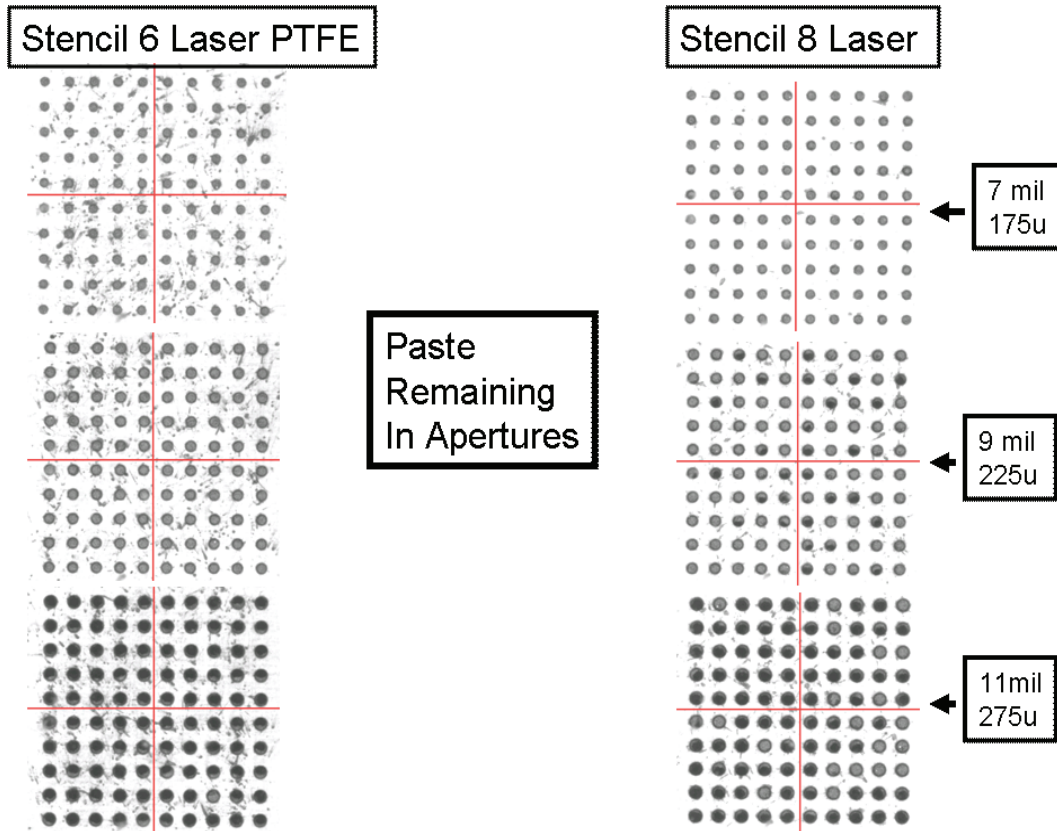 Stencil 6 Laser PTFE
Stencil 8 Laser
7 mil
175u
Paste
Remaining
In Apertures
9 mil
225u
11mil
275u